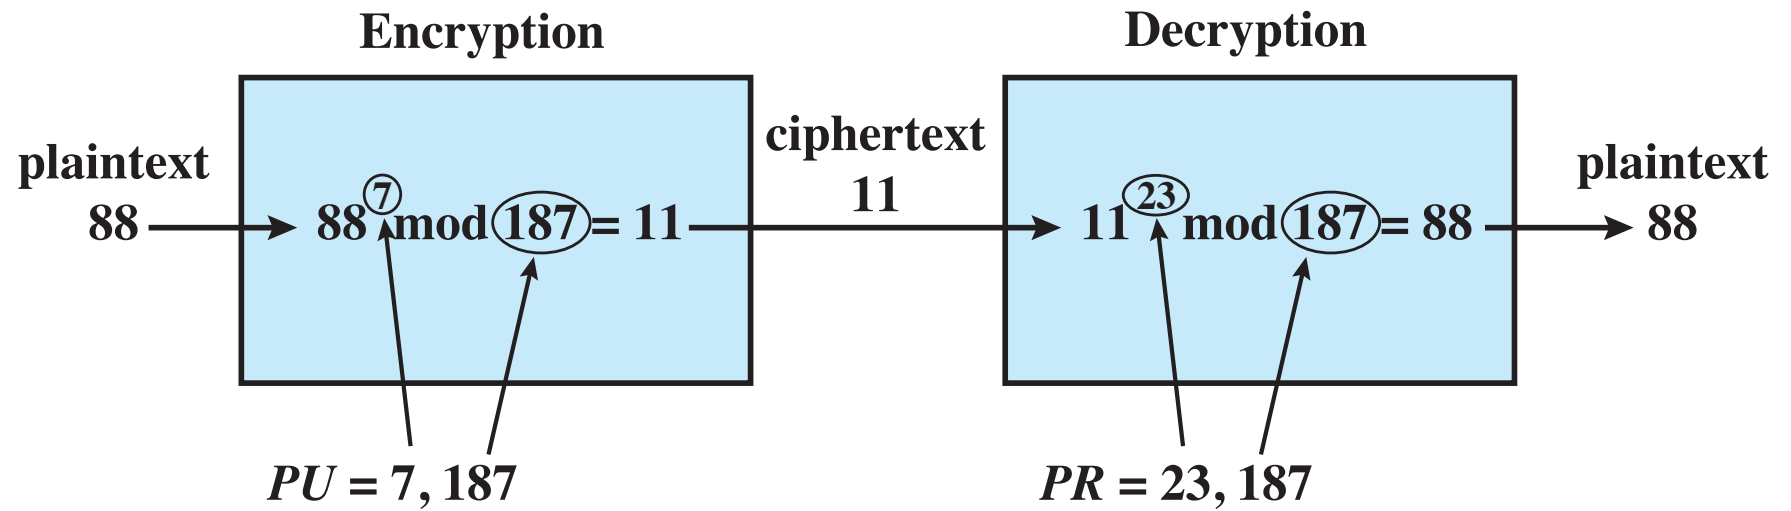 Encryption
Decryption
plaintext
88
88^7 mod 187 = 11
ciphertext
11
11^23 mod 187 = 88
plaintext
88
PU = 7, 187
PR = 23, 187